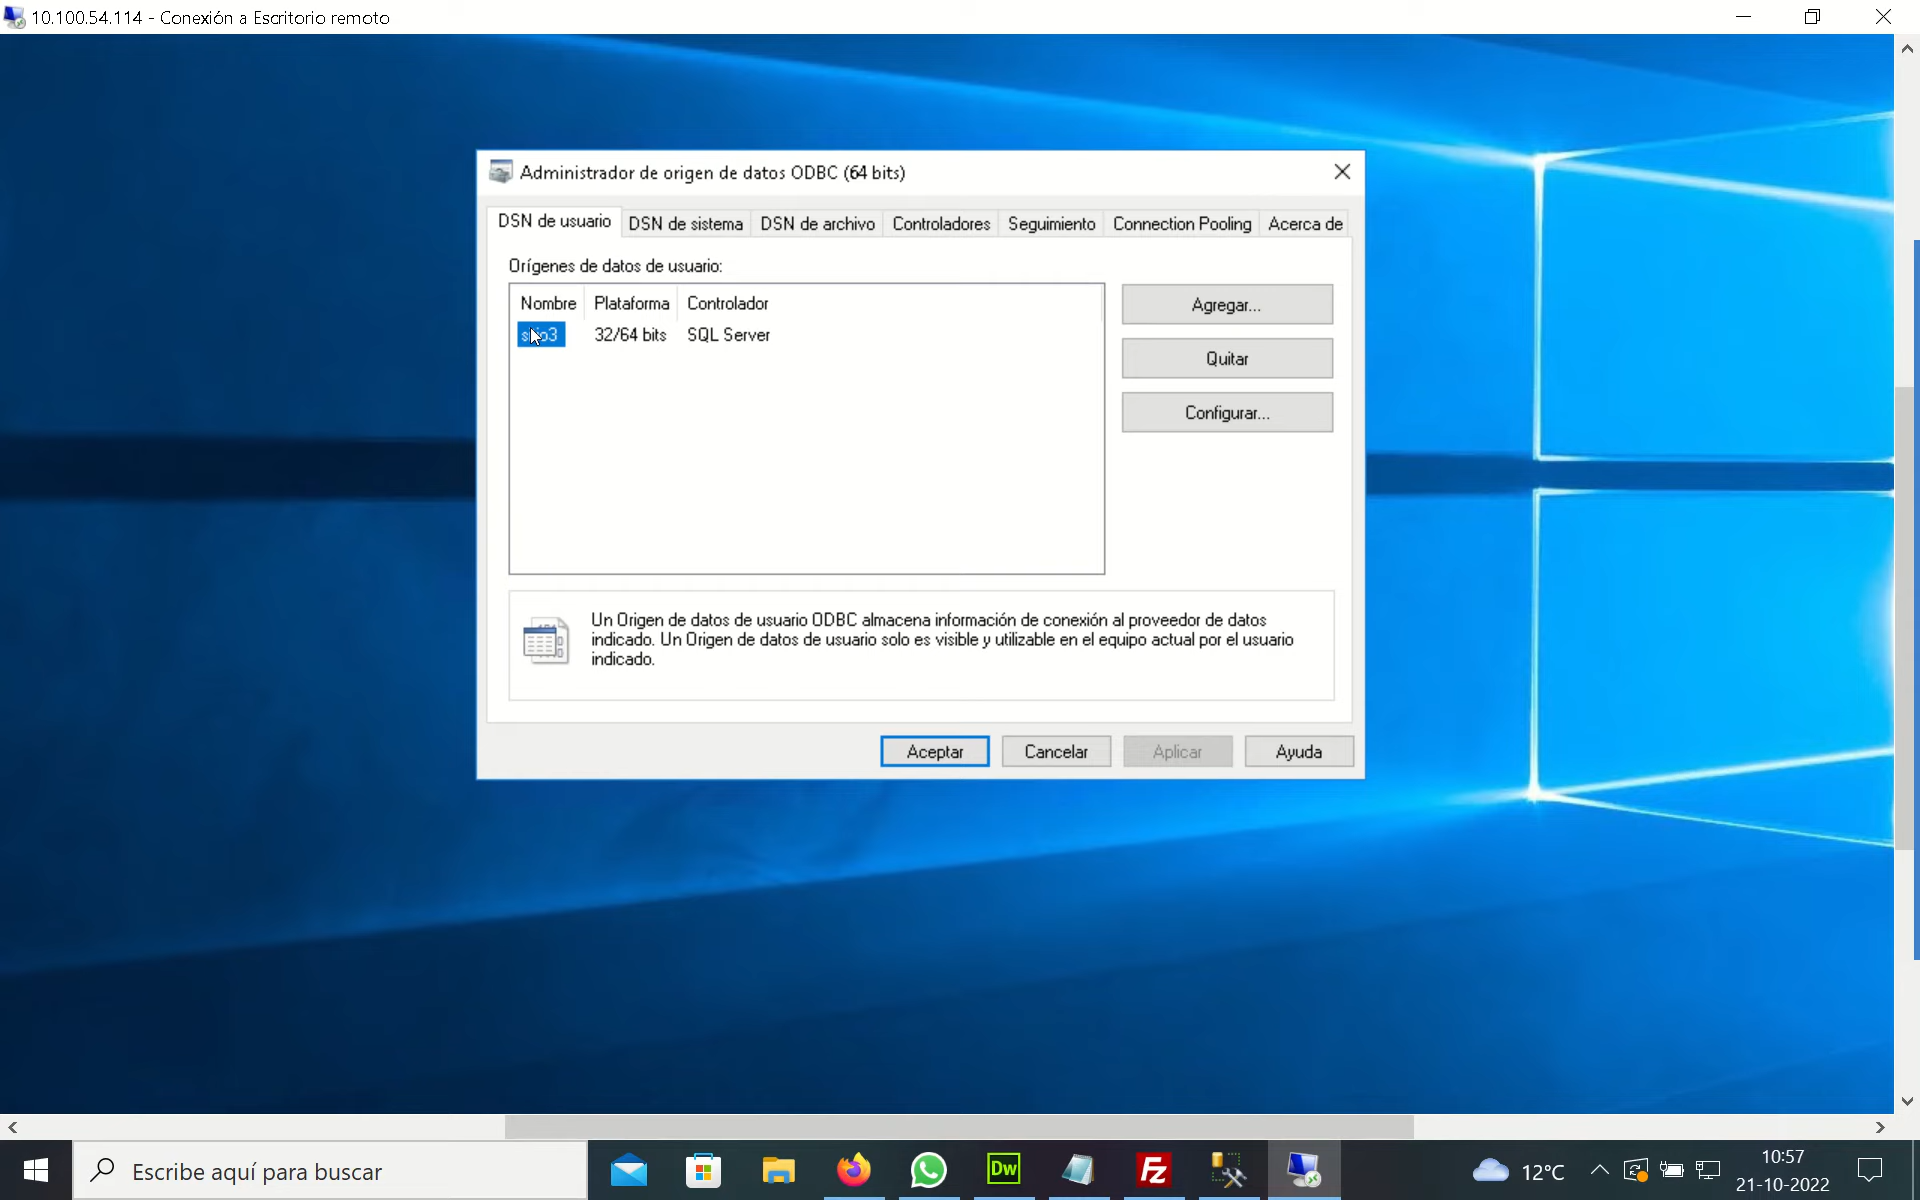 10.100.54.114 - Conexión a Escritorio remoto
Administrador de origen de datos ODBC (64 bits)
DSN de usuario DSN de sistema DSN de archivo Controladores Seguimiento Connection Pooling Acerca de
Orígenes de datos de usuario:
Nombre Plataforma Controlador
32/64 bits SQL Server
Agregar...
Quitar
Configurar...
Un Origen de datos de usuario ODBC almacena información de conexión al proveedor de datos
indicado. Un Origen de datos de usuario solo es visible y utilizable en el equipo actual por el usuario
indicado.
Aceptar Cancelar Aplicar Ayuda
Escribe aquí para buscar
Dw
Fz
12°C
10:57
21-10-2022